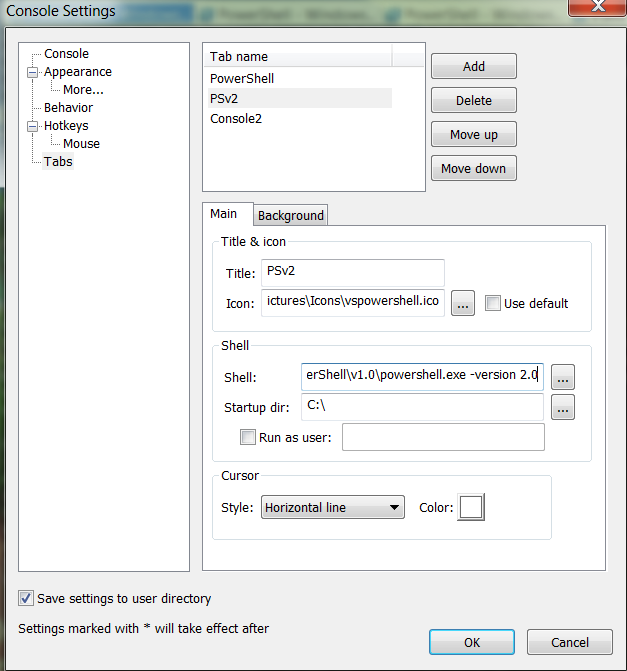 Console Settings
Console
Appearance
More...
Behavior
Hotkeys
Mouse
Tabs
Tab name
PowerShell
PSv2
Console2
Add
Delete
Move up
Move down
Main
Background
Title & icon
Title: PSv2
Icon: ictures\Icons\vspowershell.ico ... Use default
Shell
Shell: erShell\v1.0\powershell.exe -version 2.0 ...
Startup dir: C:\ ...
Run as user:
Cursor
Style: Horizontal line Color:
Save settings to user directory
Settings marked with * will take effect after
OK Cancel